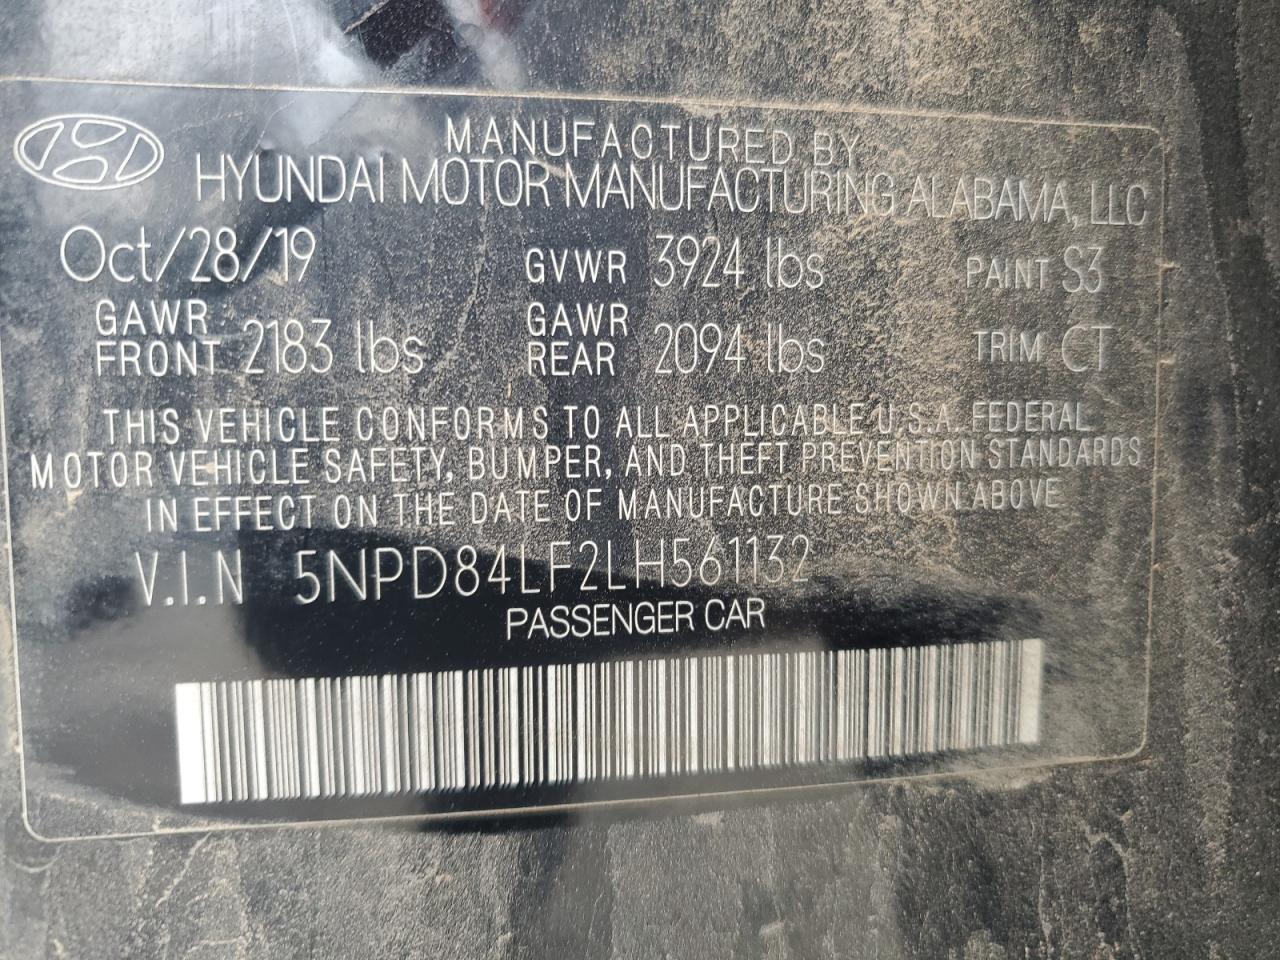 MANUFACTURED BY
HYUNDAI MOTOR MANUFACTURING ALABAMA, LLC
Oct/28/19 GVWR 3924 lbs PAINT S3
GAWR FRONT 2183 lbs GAWR REAR 2094 lbs TRIM CT
THIS VEHICLE CONFORMS TO ALL APPLICABLE U.S.A. FEDERAL
MOTOR VEHICLE SAFETY, BUMPER, AND THEFT PREVENTION STANDARDS
IN EFFECT ON THE DATE OF MANUFACTURE SHOWN ABOVE
V.I.N 5NPD84LF2LH561132
PASSENGER CAR